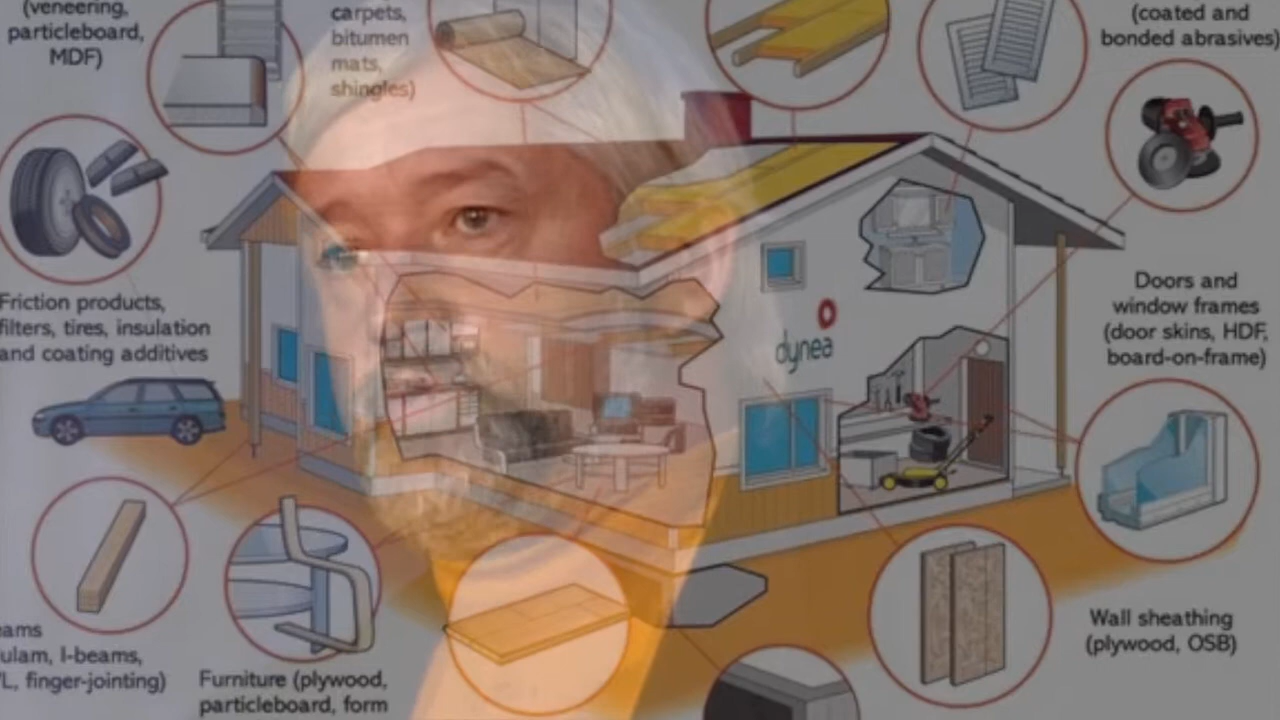 (veneering,
particleboard,
MDF)
carpets,
bitumen
mats,
shingles)
(coated and
bonded abrasives)
Friction products,
filters, tires, insulation
and coating additives
Doors and
window frames
(door skins, HDF,
board-on-frame)
dynea
ulam, I-beams,
finger-jointing)
Furniture (plywood,
particleboard, form
Wall sheathing
(plywood, OSB)